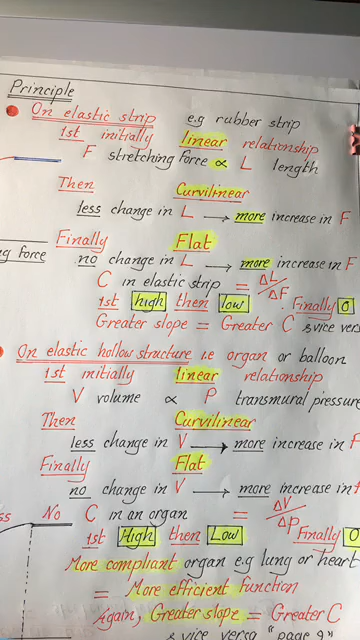 Principle
On elastic strip e.g rubber strip
1st initially linear relationship
F stretching force ∝ L length
Then Curvilinear
less change in L → more increase in F
Finally Flat
ng force no change in L → more increase in F
C in elastic strip = ΔL/ΔF
1st high then low. Finally 0
Greater slope = Greater C & vice vers
On elastic hollow structure i.e organ or balloon
1st initially linear relationship
V volume ∝ P transmural pressure
Then Curvilinear
less change in V → more increase in P
Finally Flat
no change in V → more increase in P
ss No C in an organ = ΔV/ΔP
1st High then Low Finally 0
More compliant organ e.g lung or heart
= More efficient function
Again, Greater slope = Greater C
& vice versa "page 9"